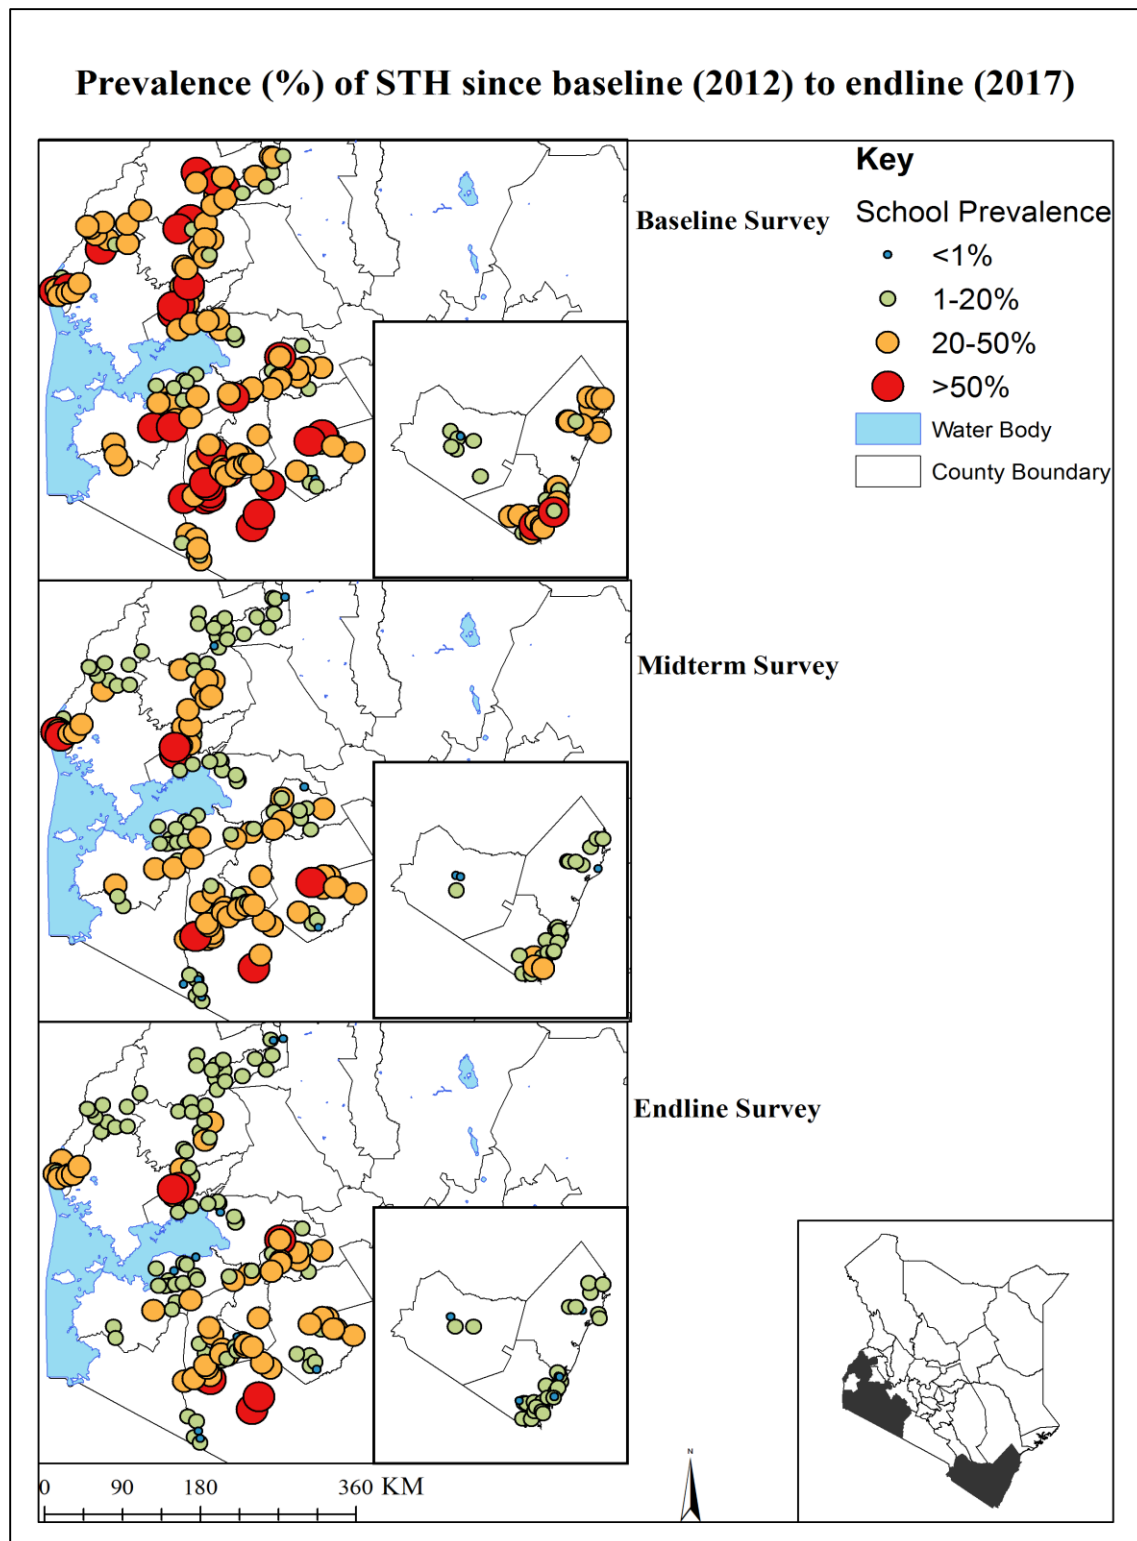 Prevalence (%) of STH since baseline (2012) to endline (2017)
Baseline Survey
Key
School Prevalence
<1%
1-20%
20-50%
>50%
Water Body
County Boundary
Midterm Survey
Endline Survey
0 90 180 360 KM
N